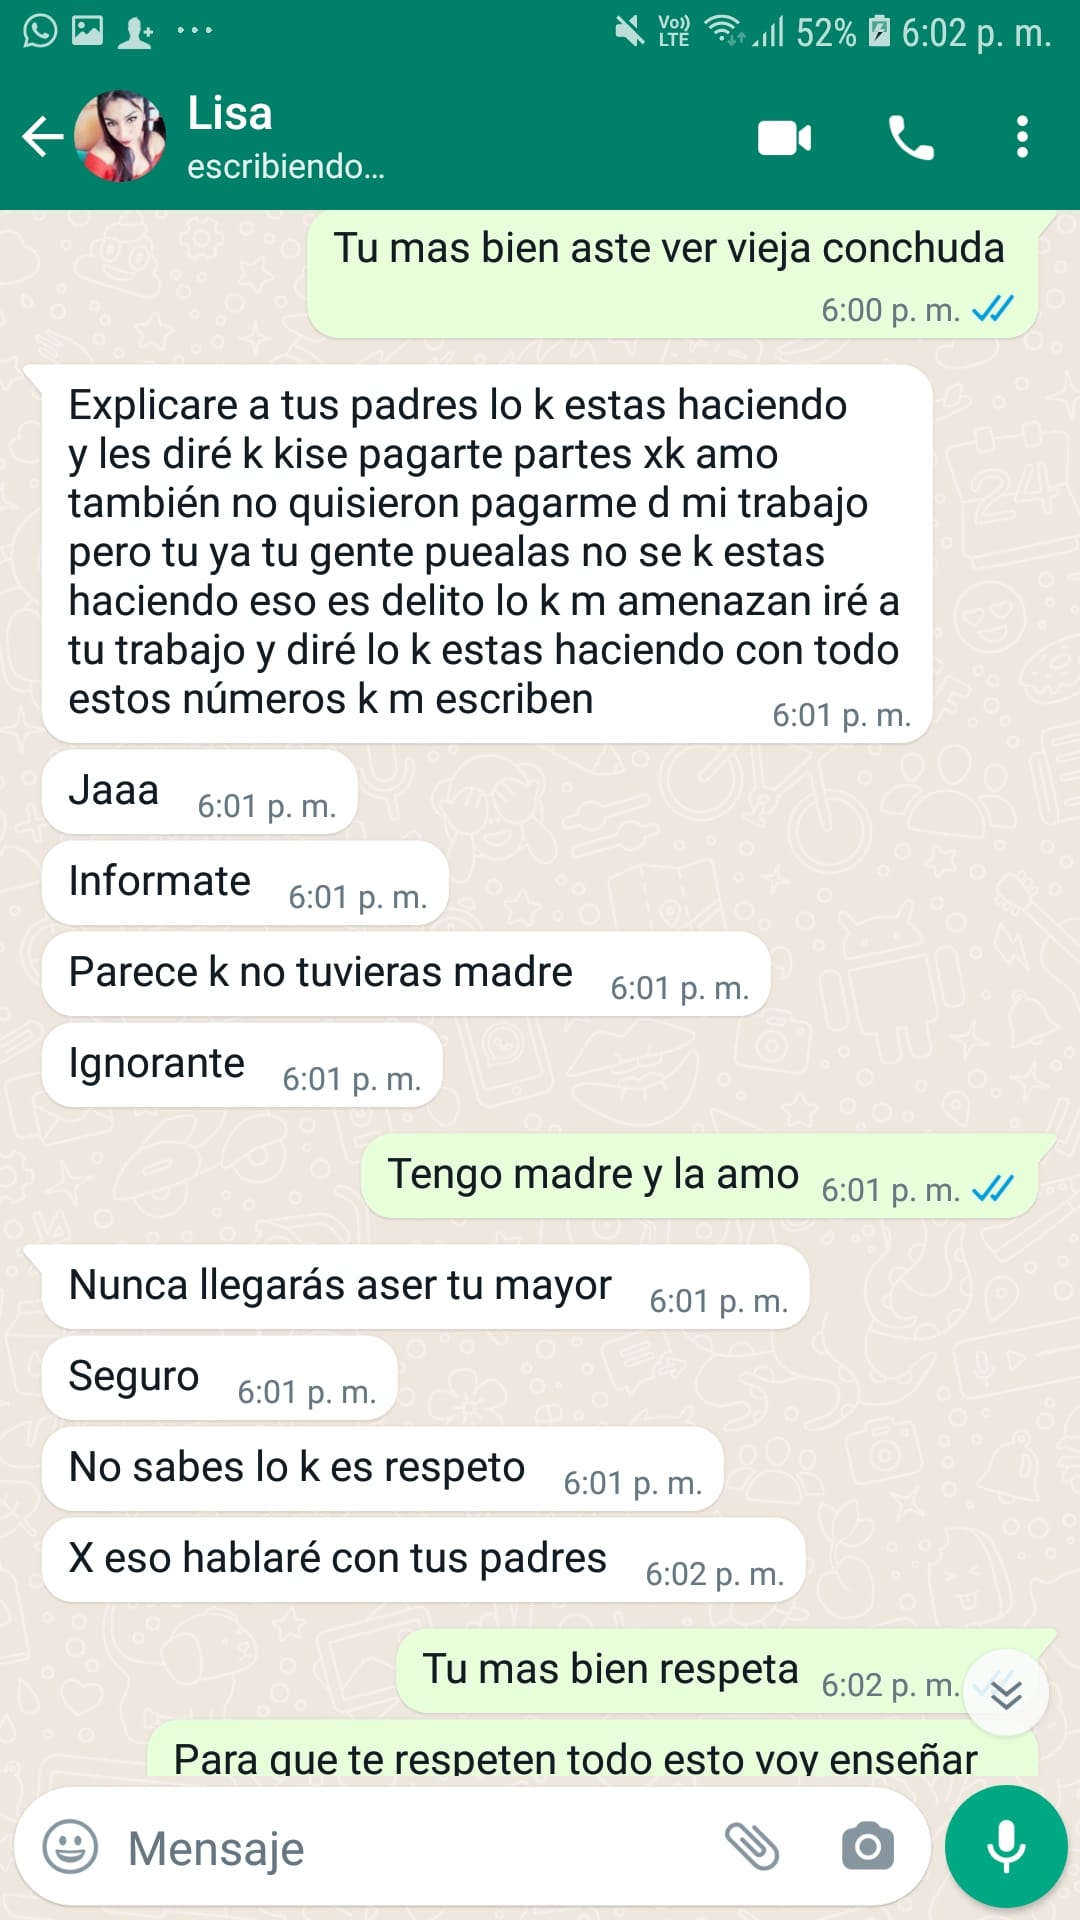 Vo)) LTE 52% 6:02 p. m.
Lisa
escribiendo...
Tu mas bien aste ver vieja conchuda
6:00 p. m.
Explicare a tus padres lo k estas haciendo
y les diré k kise pagarte partes xk amo
también no quisieron pagarme d mi trabajo
pero tu ya tu gente puealas no se k estas
haciendo eso es delito lo k m amenazan iré a
tu trabajo y diré lo k estas haciendo con todo
estos números k m escriben 6:01 p. m.
Jaaa 6:01 p. m.
Informate 6:01 p. m.
Parece k no tuvieras madre 6:01 p. m.
Ignorante 6:01 p. m.
Tengo madre y la amo 6:01 p. m.
Nunca llegarás aser tu mayor 6:01 p. m.
Seguro 6:01 p. m.
No sabes lo k es respeto 6:01 p. m.
X eso hablaré con tus padres 6:02 p. m.
Tu mas bien respeta 6:02 p. m.
Para que te respeten todo esto voy enseñar
Mensaje